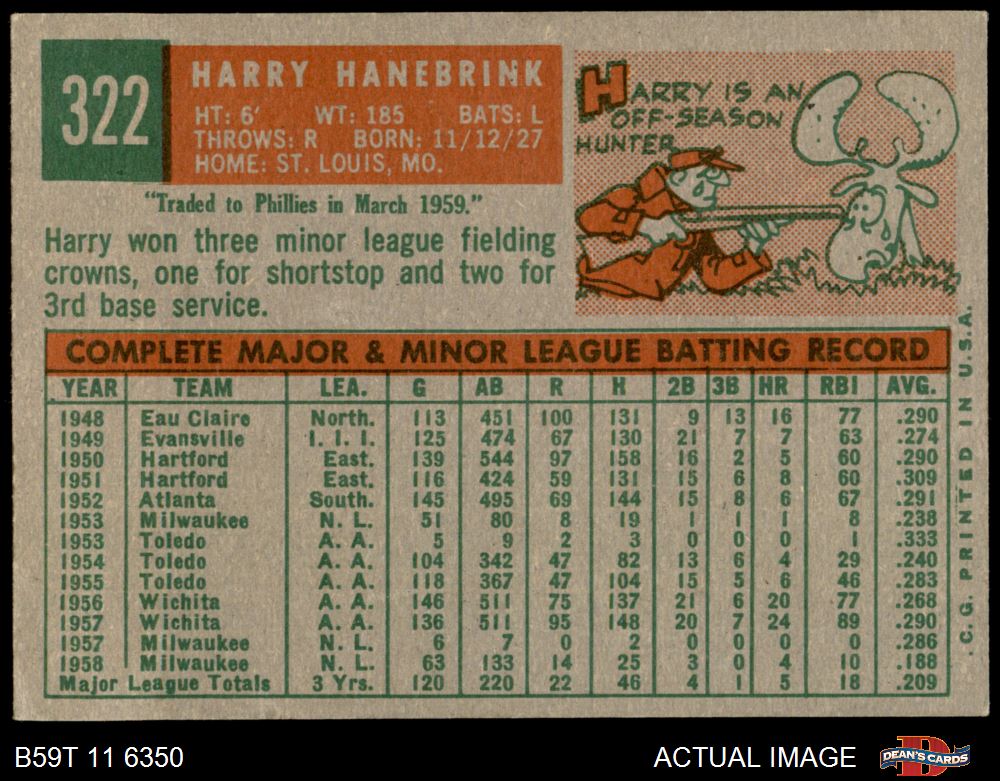 322
HARRY HANEBRINK
HT: 6' WT: 185 BATS: L
THROWS: R BORN: 11/12/27
HOME: ST. LOUIS, MO.
HARRY IS AN
OFF-SEASON
HUNTER
"Traded to Phillies in March 1959."
Harry won three minor league fielding
crowns, one for shortstop and two for
3rd base service.
COMPLETE MAJOR & MINOR LEAGUE BATTING RECORD
YEAR TEAM LEA. G AB R H 2B 3B HR RBI AVG.
1948 Eau Claire North. 113 451 100 131 9 13 16 77 .290
1949 Evansville I. I. I. 125 474 67 130 21 7 7 63 .274
1950 Hartford East. 139 544 97 158 16 2 5 60 .290
1951 Hartford East. 116 424 59 131 15 6 8 60 .309
1952 Atlanta South. 145 495 69 144 15 8 6 67 .291
1953 Milwaukee N. L. 51 80 8 19 1 1 1 8 .238
1953 Toledo A. A. 5 9 2 3 0 0 0 1 .333
1954 Toledo A. A. 104 342 47 82 13 6 4 29 .240
1955 Toledo A. A. 118 367 47 104 15 5 6 46 .283
1956 Wichita A. A. 146 511 75 137 21 6 20 77 .268
1957 Wichita A. A. 136 511 95 148 20 7 24 89 .290
1957 Milwaukee N. L. 6 7 0 2 0 0 0 0 .286
1958 Milwaukee N. L. 63 133 14 25 3 0 4 10 .188
Major League Totals 3 Yrs. 120 220 22 46 4 1 5 18 .209
.C.G. PRINTED IN U.S.A.
B59T 11 6350
ACTUAL IMAGE
DEAN'S CARDS